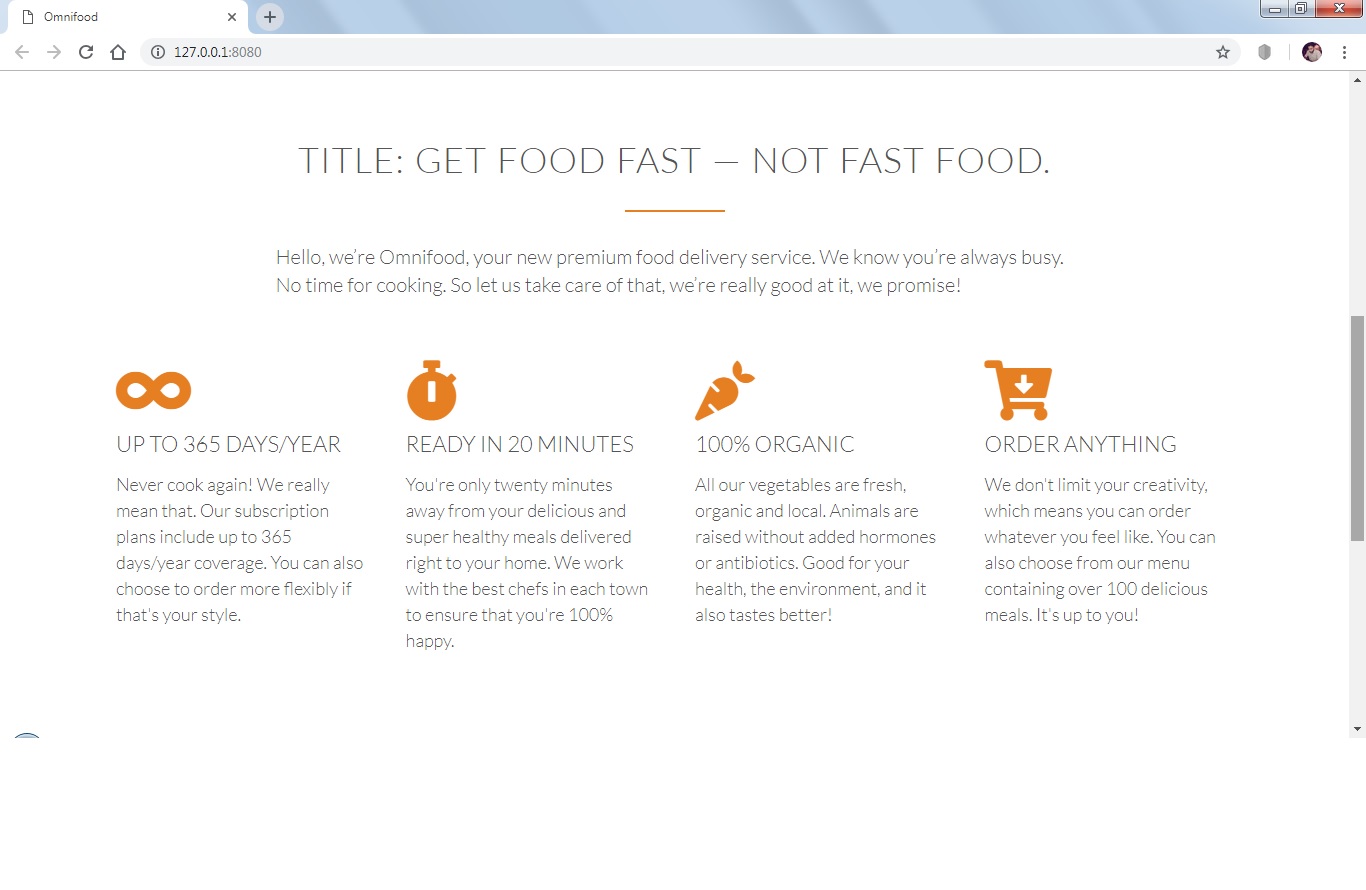 Omnifood
127.0.0.1:8080
TITLE: GET FOOD FAST — NOT FAST FOOD.
Hello, we’re Omnifood, your new premium food delivery service. We know you’re always busy.
No time for cooking. So let us take care of that, we’re really good at it, we promise!
UP TO 365 DAYS/YEAR
Never cook again! We really
mean that. Our subscription
plans include up to 365
days/year coverage. You can also
choose to order more flexibly if
that's your style.
READY IN 20 MINUTES
You're only twenty minutes
away from your delicious and
super healthy meals delivered
right to your home. We work
with the best chefs in each town
to ensure that you're 100%
happy.
100% ORGANIC
All our vegetables are fresh,
organic and local. Animals are
raised without added hormones
or antibiotics. Good for your
health, the environment, and it
also tastes better!
ORDER ANYTHING
We don't limit your creativity,
which means you can order
whatever you feel like. You can
also choose from our menu
containing over 100 delicious
meals. It's up to you!